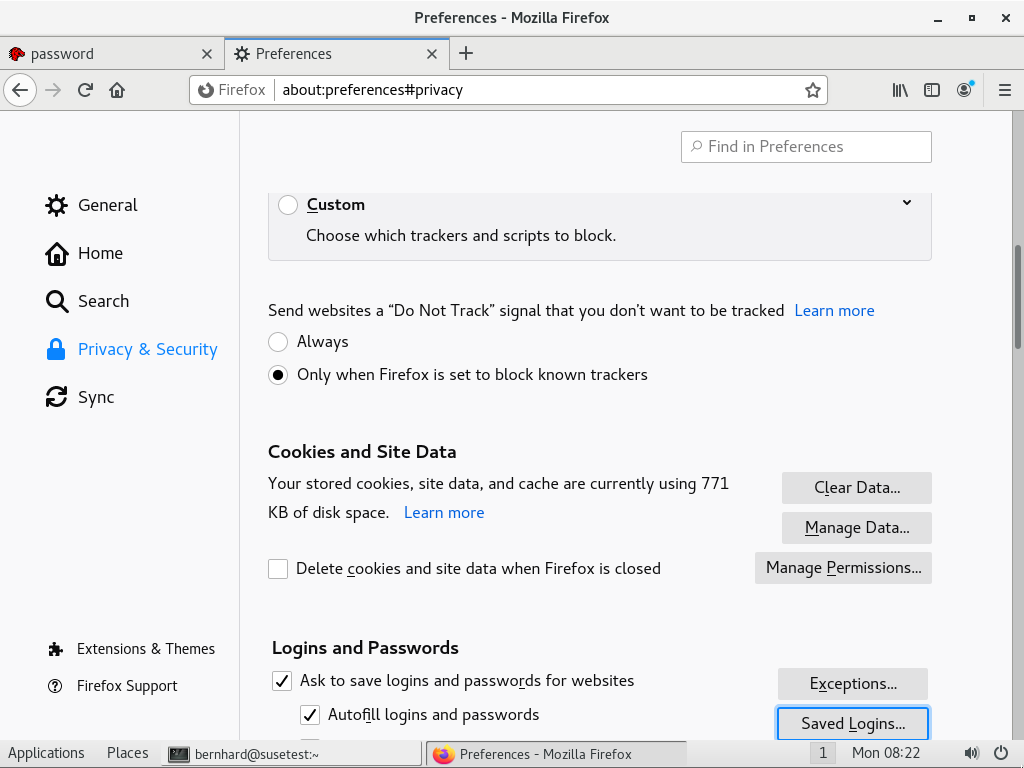 Preferences - Mozilla Firefox
password
Preferences
Firefox
about:preferences#privacy
Find in Preferences
General
Home
Search
Privacy & Security
Sync
Extensions & Themes
Firefox Support
Custom
Choose which trackers and scripts to block.
Send websites a “Do Not Track” signal that you don’t want to be tracked Learn more
Always
Only when Firefox is set to block known trackers
Cookies and Site Data
Your stored cookies, site data, and cache are currently using 771
KB of disk space. Learn more
Clear Data...
Manage Data...
Delete cookies and site data when Firefox is closed
Manage Permissions...
Logins and Passwords
Ask to save logins and passwords for websites
Exceptions...
Autofill logins and passwords
Saved Logins...
Applications Places bernhard@susetest:~ Preferences - Mozilla Firefox 1 Mon 08:22